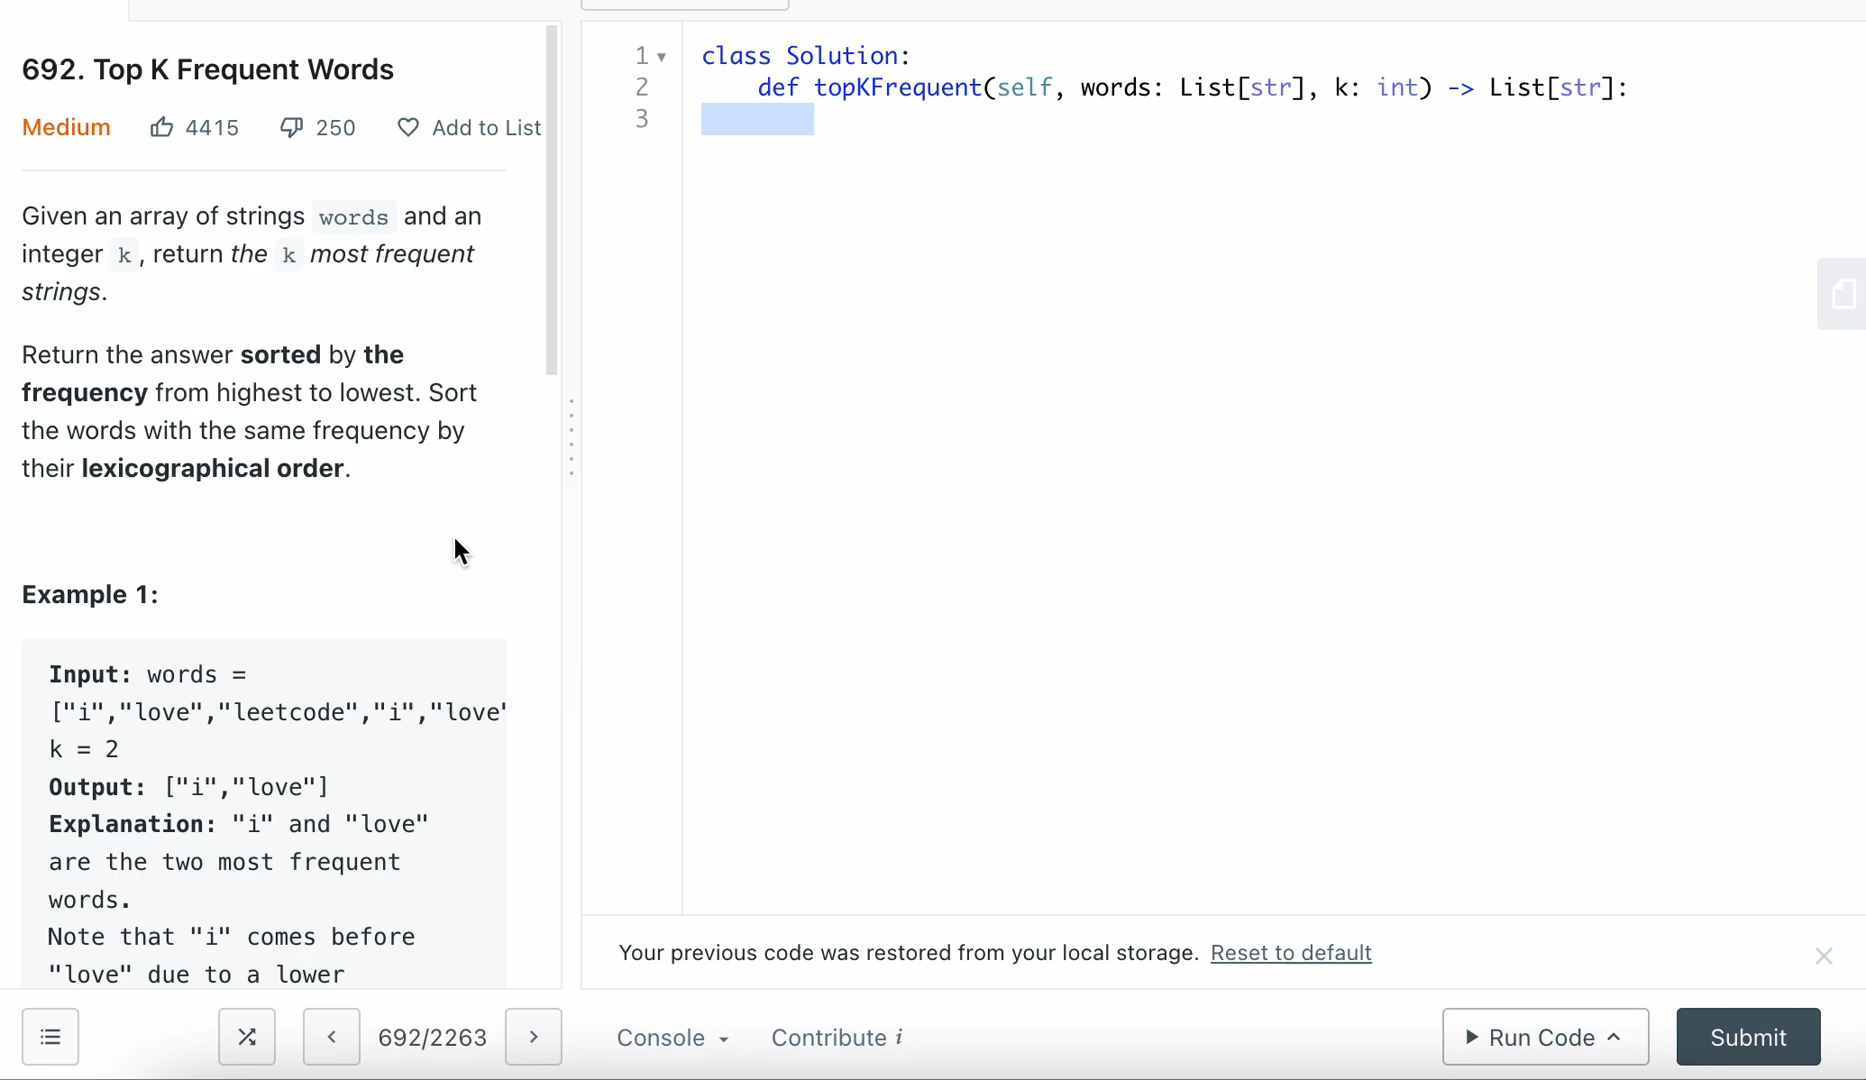 692. Top K Frequent Words
Medium 4415 250 Add to List
Given an array of strings words and an
integer k, return the k most frequent
strings.
Return the answer sorted by the
frequency from highest to lowest. Sort
the words with the same frequency by
their lexicographical order.
Example 1:
Input: words =
["i","love","leetcode","i","love"
k = 2
Output: ["i","love"]
Explanation: "i" and "love"
are the two most frequent
words.
Note that "i" comes before
"love" due to a lower
1 class Solution:
2 def topKFrequent(self, words: List[str], k: int) -> List[str]:
3
Your previous code was restored from your local storage. Reset to default
692/2263 Console Contribute i Run Code Submit